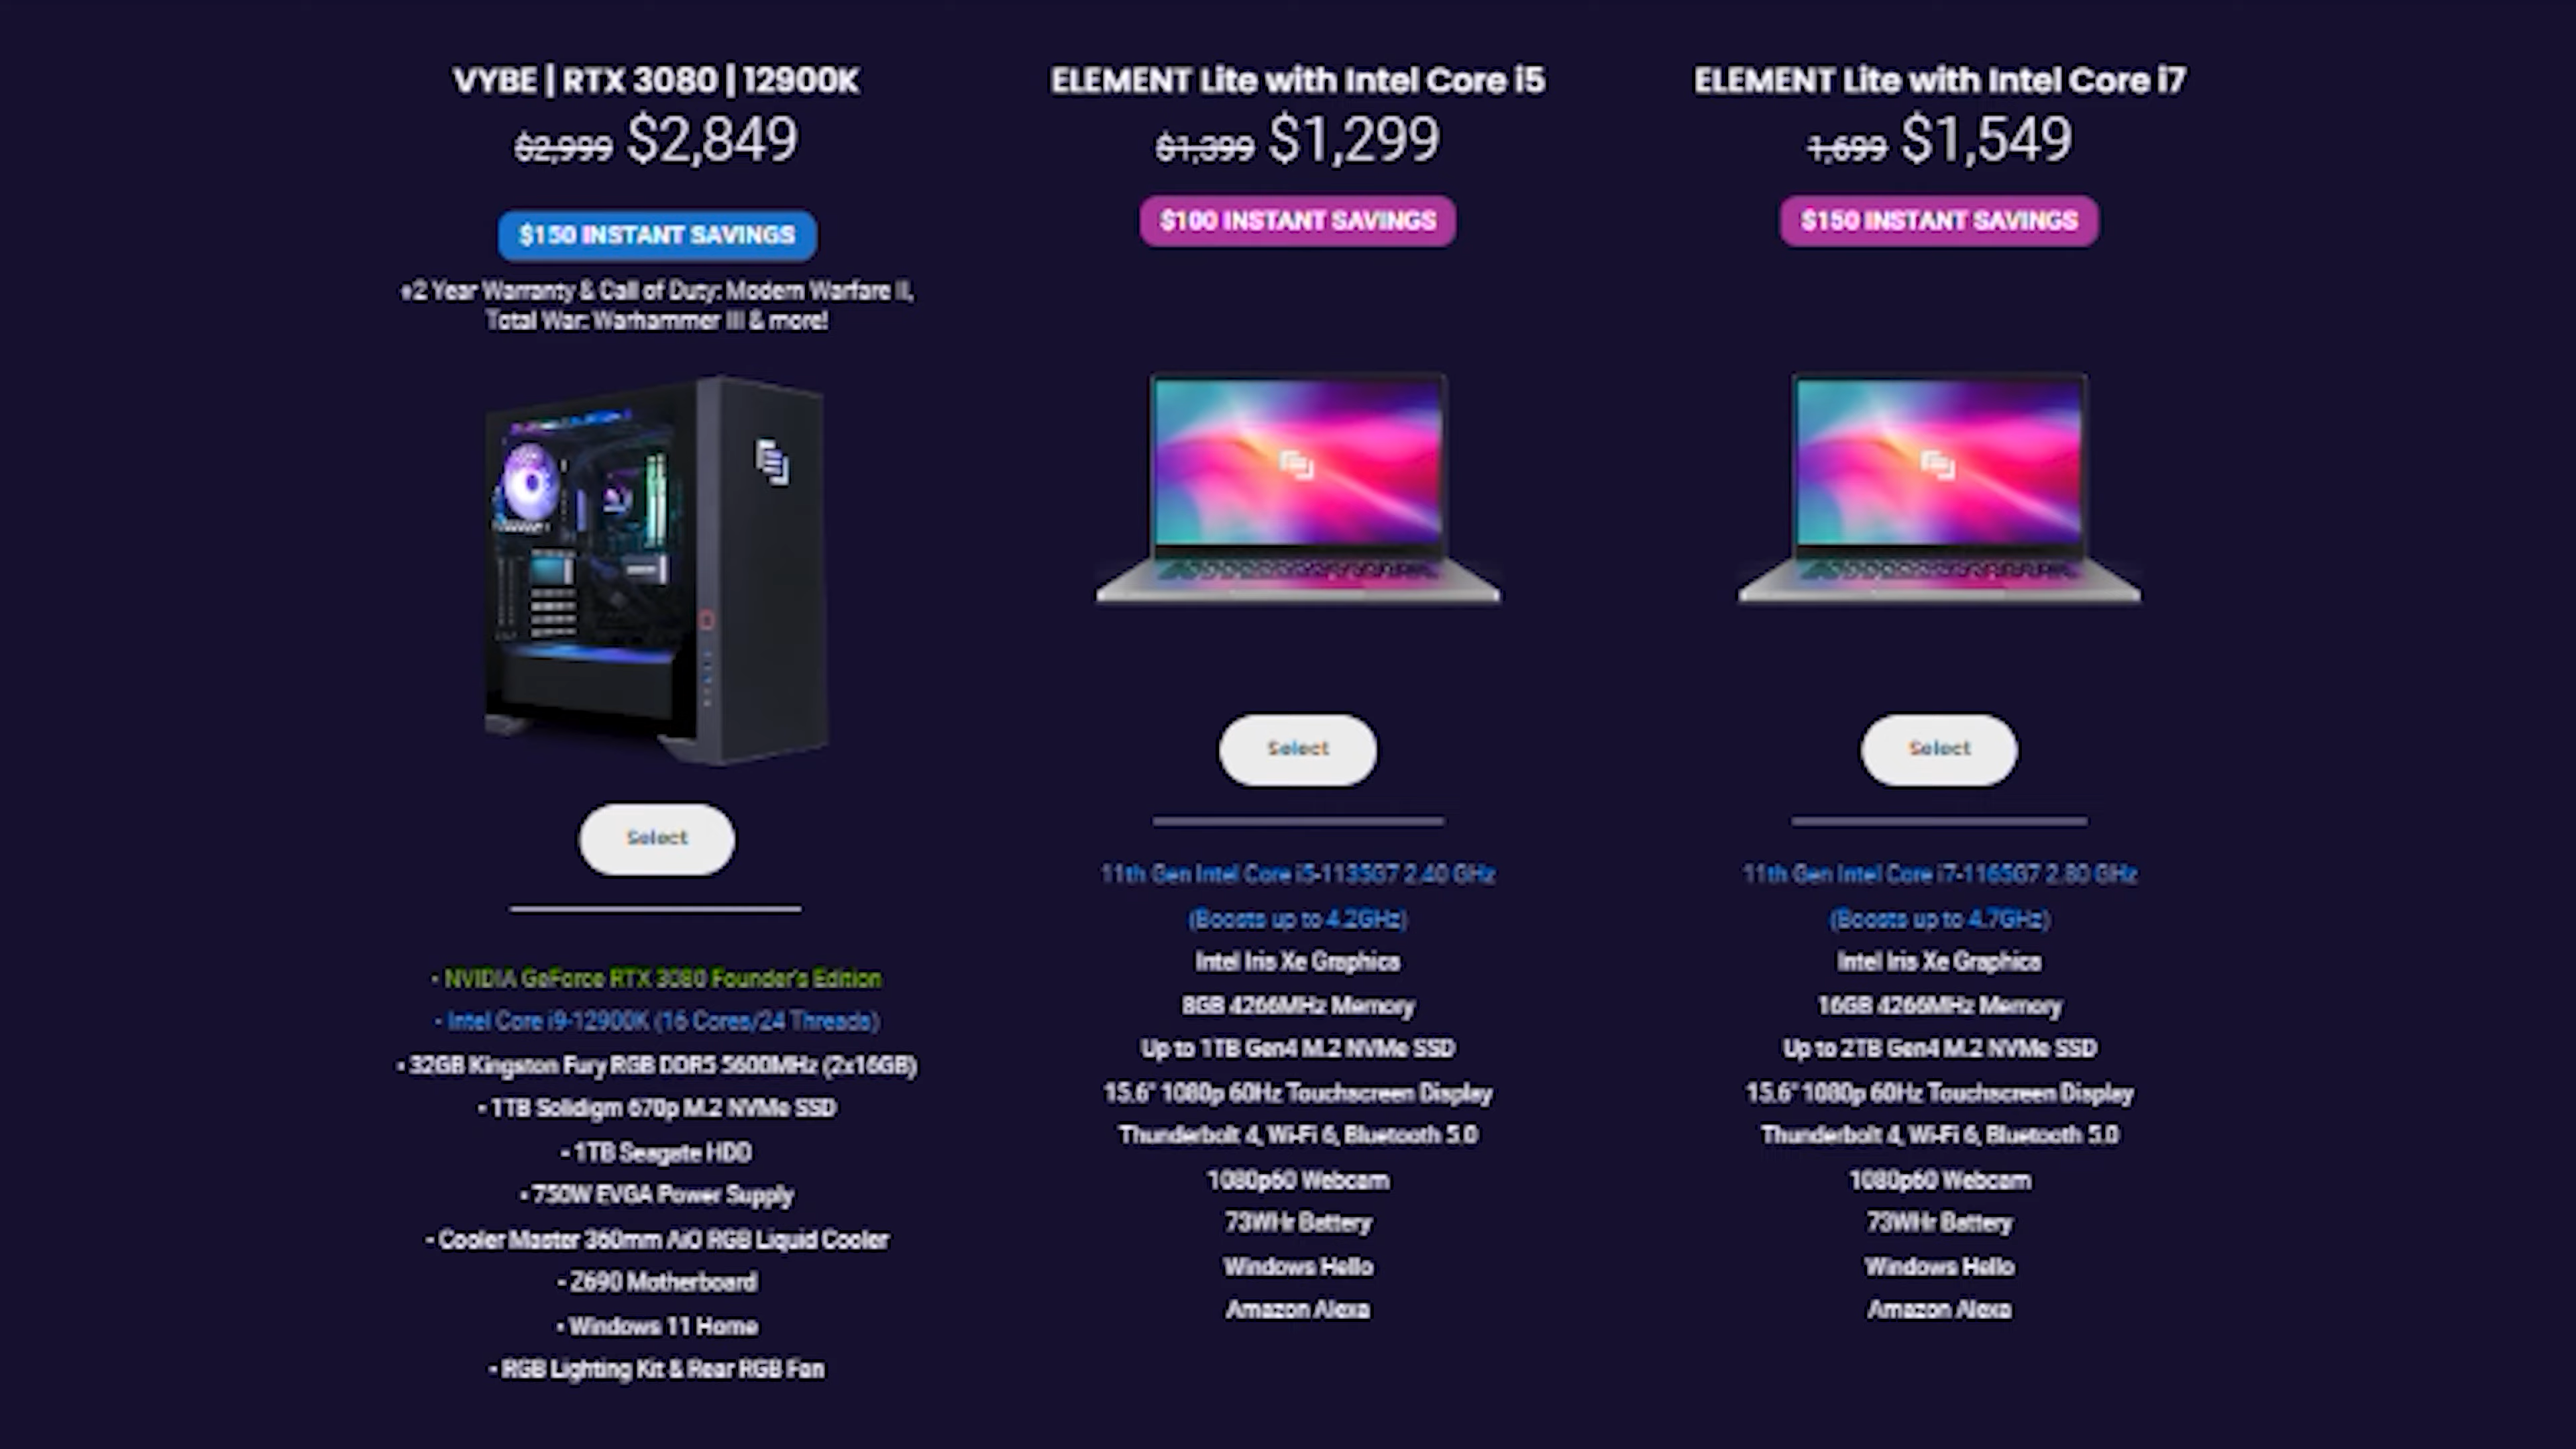 VYBE | RTX 3080 | 12900K
$2,999 $2,849
$150 INSTANT SAVINGS
+2 Year Warranty & Call of Duty: Modern Warfare II,
Total War: Warhammer III & more!
Select
• NVIDIA GeForce RTX 3080 Founder's Edition
• Intel Core i9-12900K (16 Cores/24 Threads)
• 32GB Kingston Fury RGB DDR5 5600MHz (2x16GB)
• 1TB Solidigm 670p M.2 NVMe SSD
• 1TB Seagate HDD
• 750W EVGA Power Supply
• Cooler Master 360mm AiO RGB Liquid Cooler
• Z690 Motherboard
• Windows 11 Home
• RGB Lighting Kit & Rear RGB Fan
ELEMENT Lite with Intel Core i5
$1,399 $1,299
$100 INSTANT SAVINGS
Select
11th Gen Intel Core i5-1135G7 2.40 GHz
(Boosts up to 4.2GHz)
Intel Iris Xe Graphics
8GB 4266MHz Memory
Up to 1TB Gen4 M.2 NVMe SSD
15.6" 1080p 60Hz Touchscreen Display
Thunderbolt 4, Wi-Fi 6, Bluetooth 5.0
1080p60 Webcam
73WHr Battery
Windows Hello
Amazon Alexa
ELEMENT Lite with Intel Core i7
1,699 $1,549
$150 INSTANT SAVINGS
Select
11th Gen Intel Core i7-1165G7 2.80 GHz
(Boosts up to 4.7GHz)
Intel Iris Xe Graphics
16GB 4266MHz Memory
Up to 2TB Gen4 M.2 NVMe SSD
15.6" 1080p 60Hz Touchscreen Display
Thunderbolt 4, Wi-Fi 6, Bluetooth 5.0
1080p60 Webcam
73WHr Battery
Windows Hello
Amazon Alexa